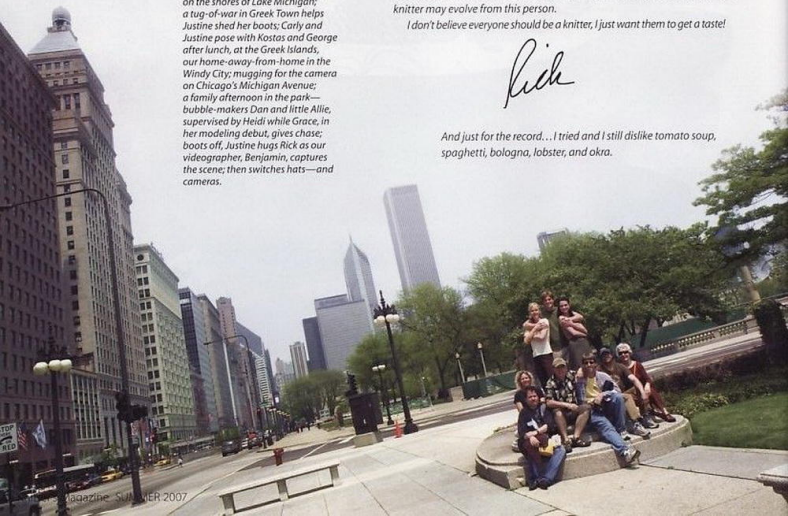 on the shores of Lake Michigan;
a tug-of-war in Greek Town helps
Justine shed her boots; Carly and
Justine pose with Kostas and George
after lunch, at the Greek Islands,
our home-away-from-home in the
Windy City; mugging for the camera
on Chicago's Michigan Avenue;
a family afternoon in the park—
bubble-makers Dan and little Allie,
supervised by Heidi while Grace, in
her modeling debut, gives chase;
boots off, Justine hugs Rick as our
videographer, Benjamin, captures
the scene; then switches hats—and
cameras.
knitter may evolve from this person.
I don't believe everyone should be a knitter, I just want them to get a taste!
Rick
And just for the record...I tried and I still dislike tomato soup,
spaghetti, bologna, lobster, and okra.
Magazine SUMMER 2007